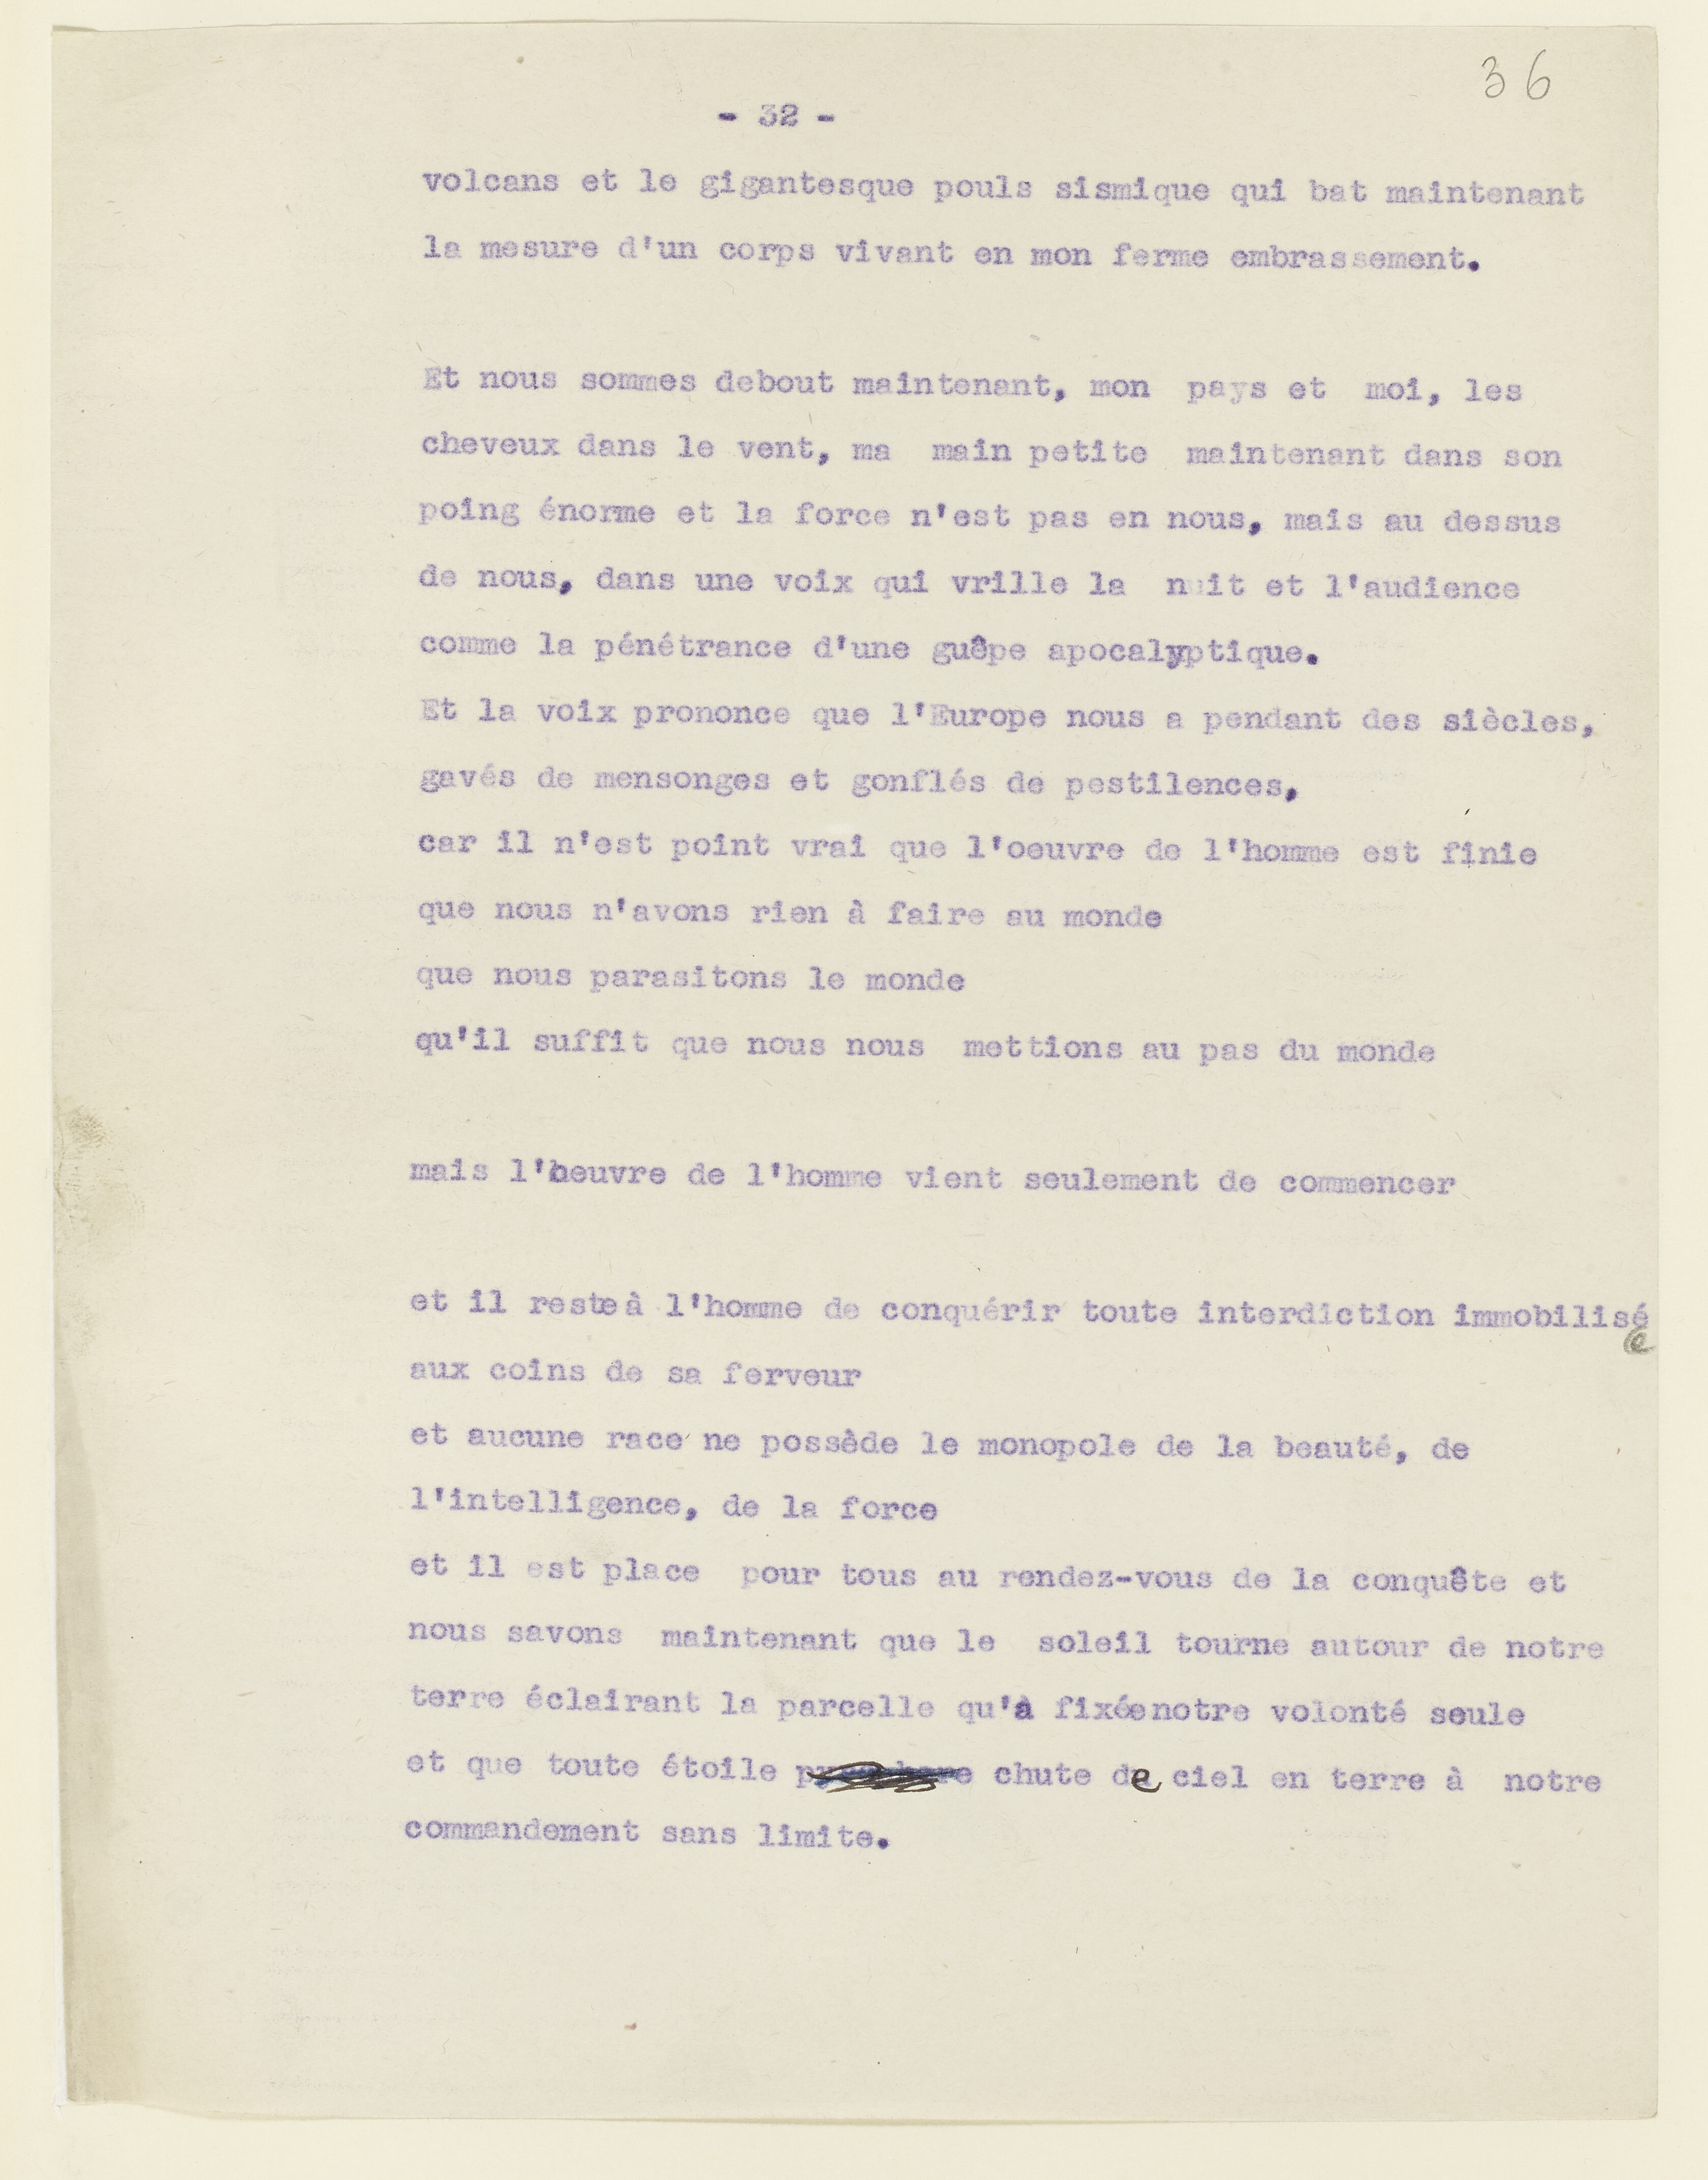 36
- 32 -
volcans et le gigantesque pouls sismique qui bat maintenant
la mesure d'un corps vivant en mon ferme embrassement.
Et nous sommes debout maintenant, mon pays et moi, les
cheveux dans le vent, ma main petite maintenant dans son
poing énorme et la force n'est pas en nous, mais au dessus
de nous, dans une voix qui vrille la nuit et l'audience
comme la pénétrance d'une guêpe apocalyptique.
Et la voix prononce que l'Europe nous a pendant des siècles,
gavés de mensonges et gonflés de pestilences,
car il n'est point vrai que l'oeuvre de l'homme est finie
que nous n'avons rien à faire au monde
que nous parasitons le monde
qu'il suffit que nous nous mettions au pas du monde
mais l'oeuvre de l'homme vient seulement de commencer
et il reste à l'homme de conquérir toute interdiction immobilisé
e
aux coins de sa ferveur
et aucune race ne possède le monopole de la beauté, de
l'intelligence, de la force
et il est place pour tous au rendez-vous de la conquête et
nous savons maintenant que le soleil tourne autour de notre
terre éclairant la parcelle qu'à fixée notre volonté seule
et que toute étoile chute de ciel en terre à notre
commandement sans limite.